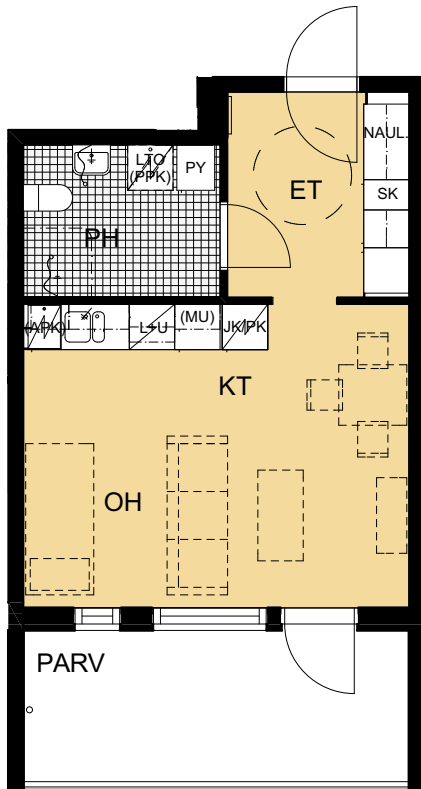 NAUL.
LTO
(PPK)
PY
ET
SK
PH
(APK)
L+U
(MU)
JK/PK
KT
OH
PARV